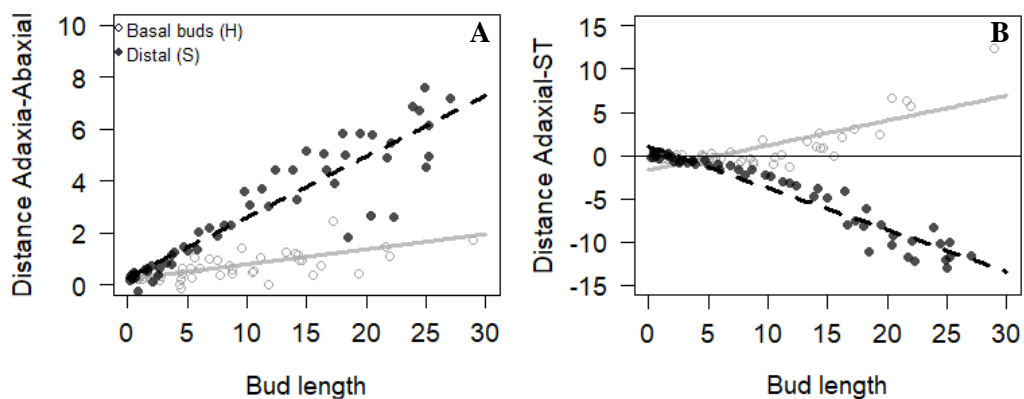 A
Basal buds (H)
Distal (S)
Distance Adaxia-Abaxial
10
8
6
4
2
0
0 5 10 15 20 25 30
Bud length
B
Distance Adaxial-ST
15
10
5
0
-5
-10
-15
0 5 10 15 20 25 30
Bud length